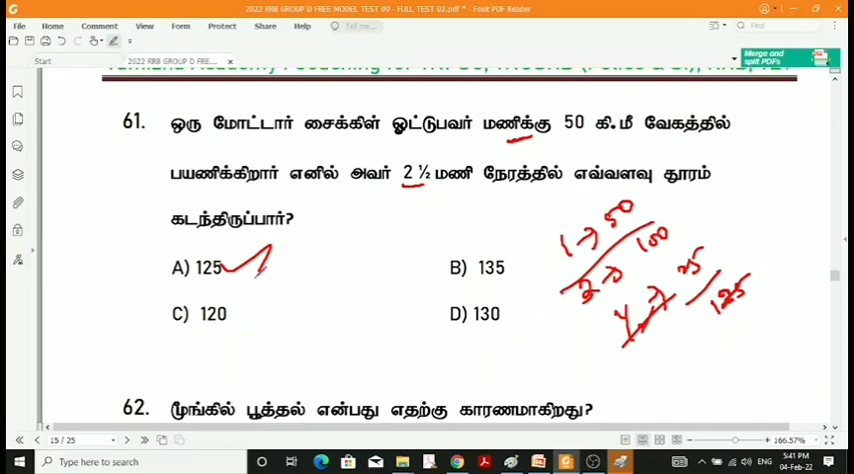 2022 RRB GROUP D FREE MODEL TEST 09 - FULL TEST 02.pdf * - Foxit PDF Reader
File Home Comment View Form Protect Share Help Tell me... Find
Start 2022 RRB GROUP D FREE... Merge and split PDFs
61. ஒரு மோட்டார் சைக்கிள் ஓட்டுபவர் மணிக்கு 50 கி.மீ வேகத்தில்
பயணிக்கிறார் எனில் அவர் 2 ½ மணி நேரத்தில் எவ்வளவு தூரம்
கடந்திருப்பார்?
A) 125 B) 135
C) 120 D) 130
1 → 50
2 → 100
25
125
62. மூங்கில் பூத்தல் என்பது எதற்கு காரணமாகிறது?
15 / 25 166.57%
Type here to search ENG 5:41 PM
04-Feb-22